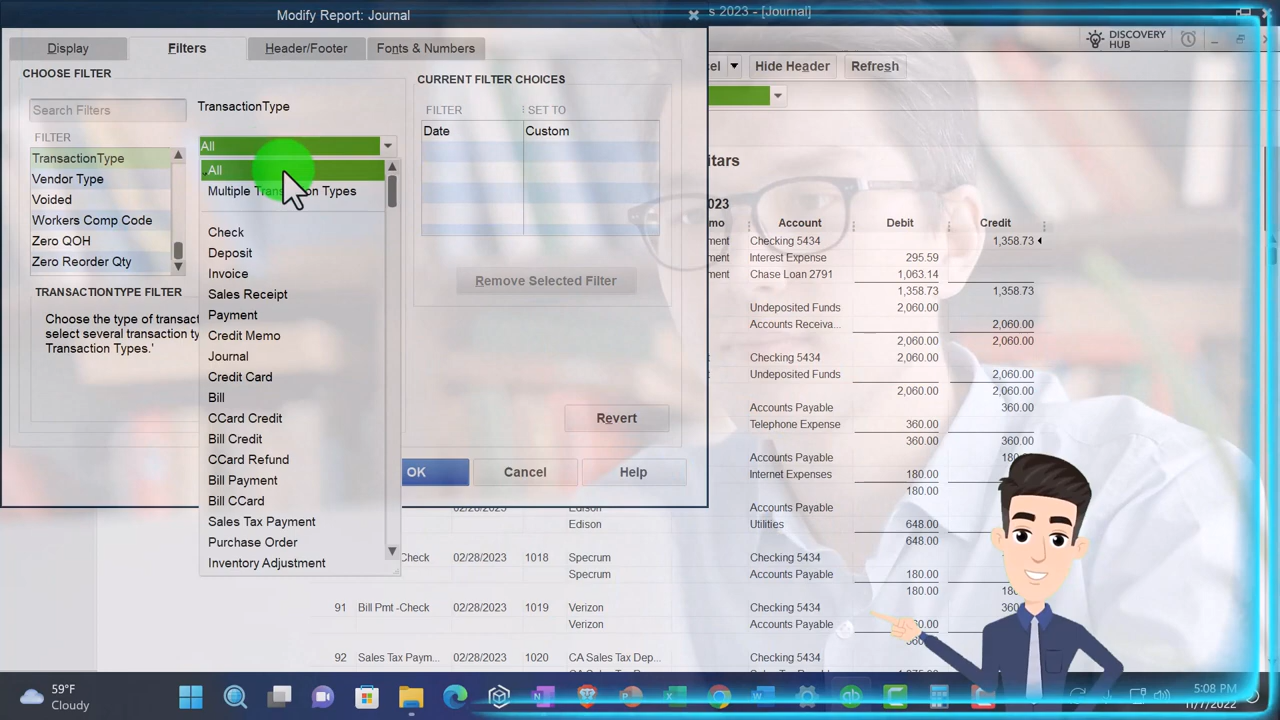 Modify Report: Journal
s 2023 - [Journal]
Display
Filters
Header/Footer
Fonts & Numbers
DISCOVERY
HUB
Hide Header
Refresh
CHOOSE FILTER
Search Filters
FILTER
TransactionType
Vendor Type
Voided
Workers Comp Code
Zero QOH
Zero Reorder Qty
TRANSACTIONTYPE FILTER
Choose the type of transact
select several transaction ty
Transaction Types.'
TransactionType
All
All
Multiple Transaction Types
Check
Deposit
Invoice
Sales Receipt
Payment
Credit Memo
Journal
Credit Card
Bill
CCard Credit
Bill Credit
CCard Refund
Bill Payment
Bill CCard
Sales Tax Payment
Purchase Order
Inventory Adjustment
CURRENT FILTER CHOICES
FILTER
SET TO
Date
Custom
Remove Selected Filter
Revert
OK
Cancel
Help
itars
023
mo
Account
Debit
Credit
ment
Checking 5434
1,358.73
ment
Interest Expense
295.59
ment
Chase Loan 2791
1,063.14
1,358.73
1,358.73
Undeposited Funds
2,060.00
Accounts Receiva...
2,060.00
2,060.00
2,060.00
Checking 5434
2,060.00
Undeposited Funds
2,060.00
2,060.00
2,060.00
Accounts Payable
360.00
Telephone Expense
360.00
360.00
360.00
Accounts Payable
180
Internet Expenses
180.00
180.00
Edison
Accounts Payable
Edison
Utilities
648.00
648.00
Check
02/28/2023
1018
Specrum
Checking 5434
Specrum
Accounts Payable
180.00
180.00
91
Bill Pmt -Check
02/28/2023
1019
Verizon
Checking 5434
Verizon
Accounts Payable
92
Sales Tax Paym...
02/28/2023
1020
CA Sales Tax Dep...
Checking 5434
59°F
Cloudy
5:08 PM
11/7/2022